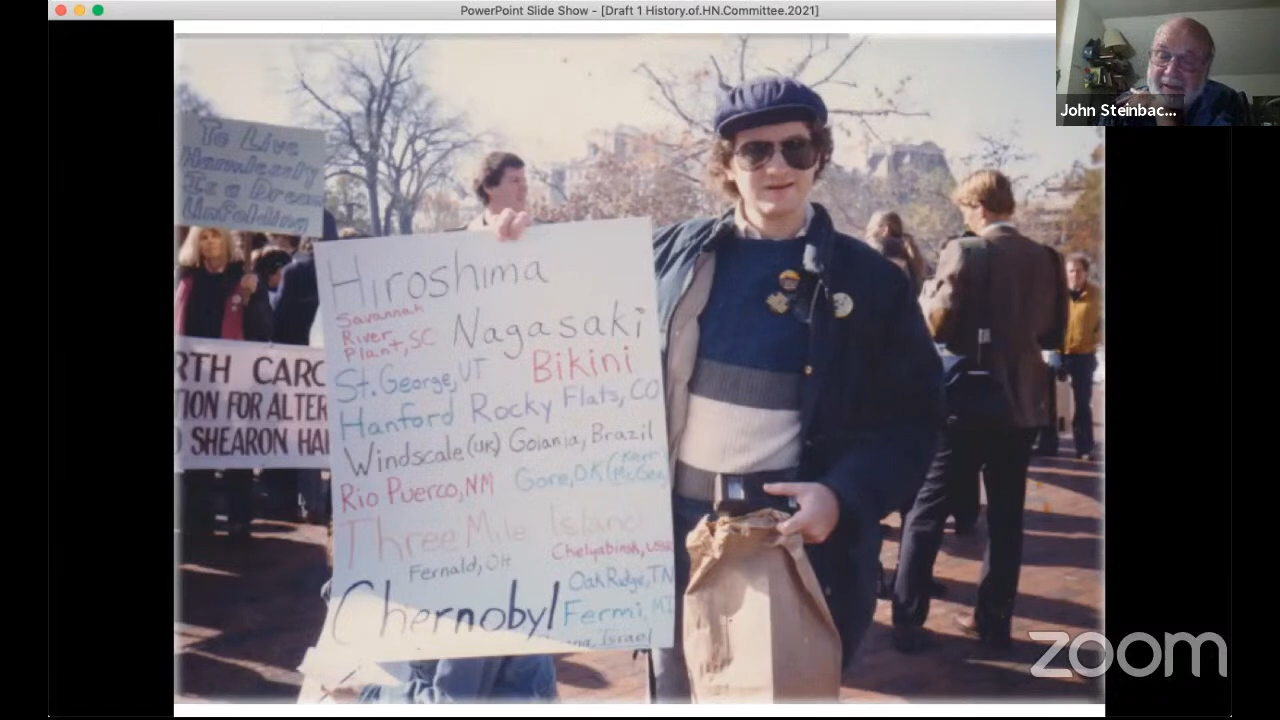 PowerPoint Slide Show - [Draft 1 History.of.HN.Committee.2021]
John Steinbac...
To Live
Harmlessly
Is a Dream
Unfolding
RTH CARO
ION FOR ALTER
SHEARON HA
Hiroshima
Savannah
River
Plant, SC
Nagasaki
St. George, UT
Bikini
Hanford
Rocky Flats, CO
Windscale (UK)
Goiania, Brazil
Rio Puerco, NM
Gore, OK (Kerr
McGee
Three Mile Island
Chelyabinsk, USSR
Fernald, OH
Oak Ridge, TN
Chernobyl
Fermi, MI
Israel
zoom